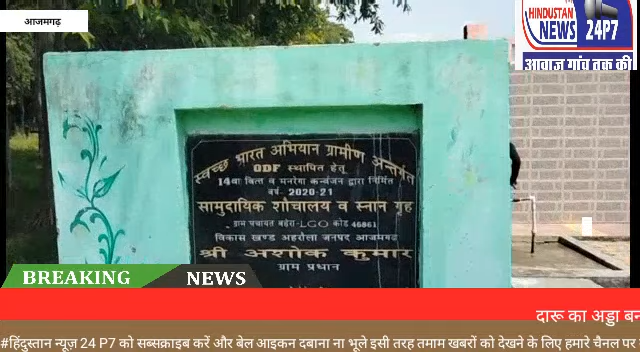 आजमगढ़
HINDUSTAN
NEWS 24P7
आवाज गांव तक की
स्वच्छ भारत अभियान ग्रामीण अन्तर्गत
ODF स्थापित हेतु
14वां वित्त व मनरेगा कन्वर्जन द्वारा निर्मित
वर्ष- 2020-21
सामुदायिक शौचालय व स्नान गृह
ग्राम पंचायत बहेरा-LGO कोड 46861
विकास खण्ड अहरौला जनपद आजमगढ़
श्री अशोक कुमार
ग्राम प्रधान
BREAKING NEWS
दारू का अड्डा बन
#हिंदुस्तान न्यूज़ 24 P7 को सब्सक्राइब करें और बेल आइकन दबाना ना भूले इसी तरह तमाम खबरों को देखने के लिए हमारे चैनल पर